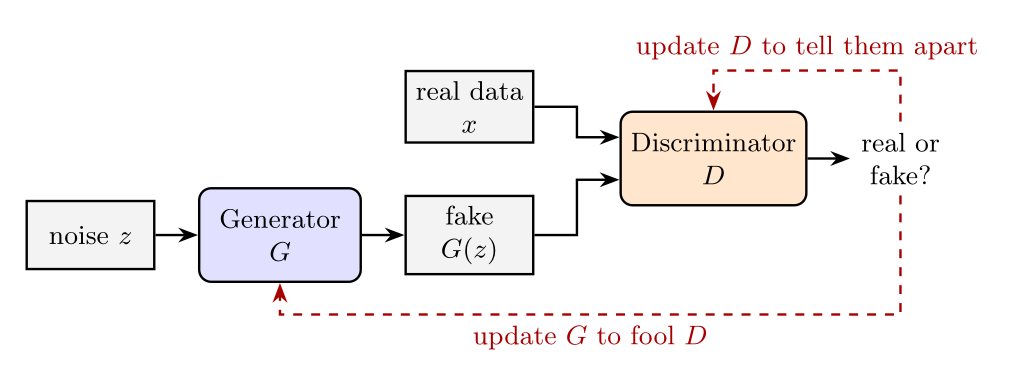 update D to tell them apart
real data
x
Discriminator
D
real or
fake?
noise z
Generator
G
fake
G(z)
update G to fool D